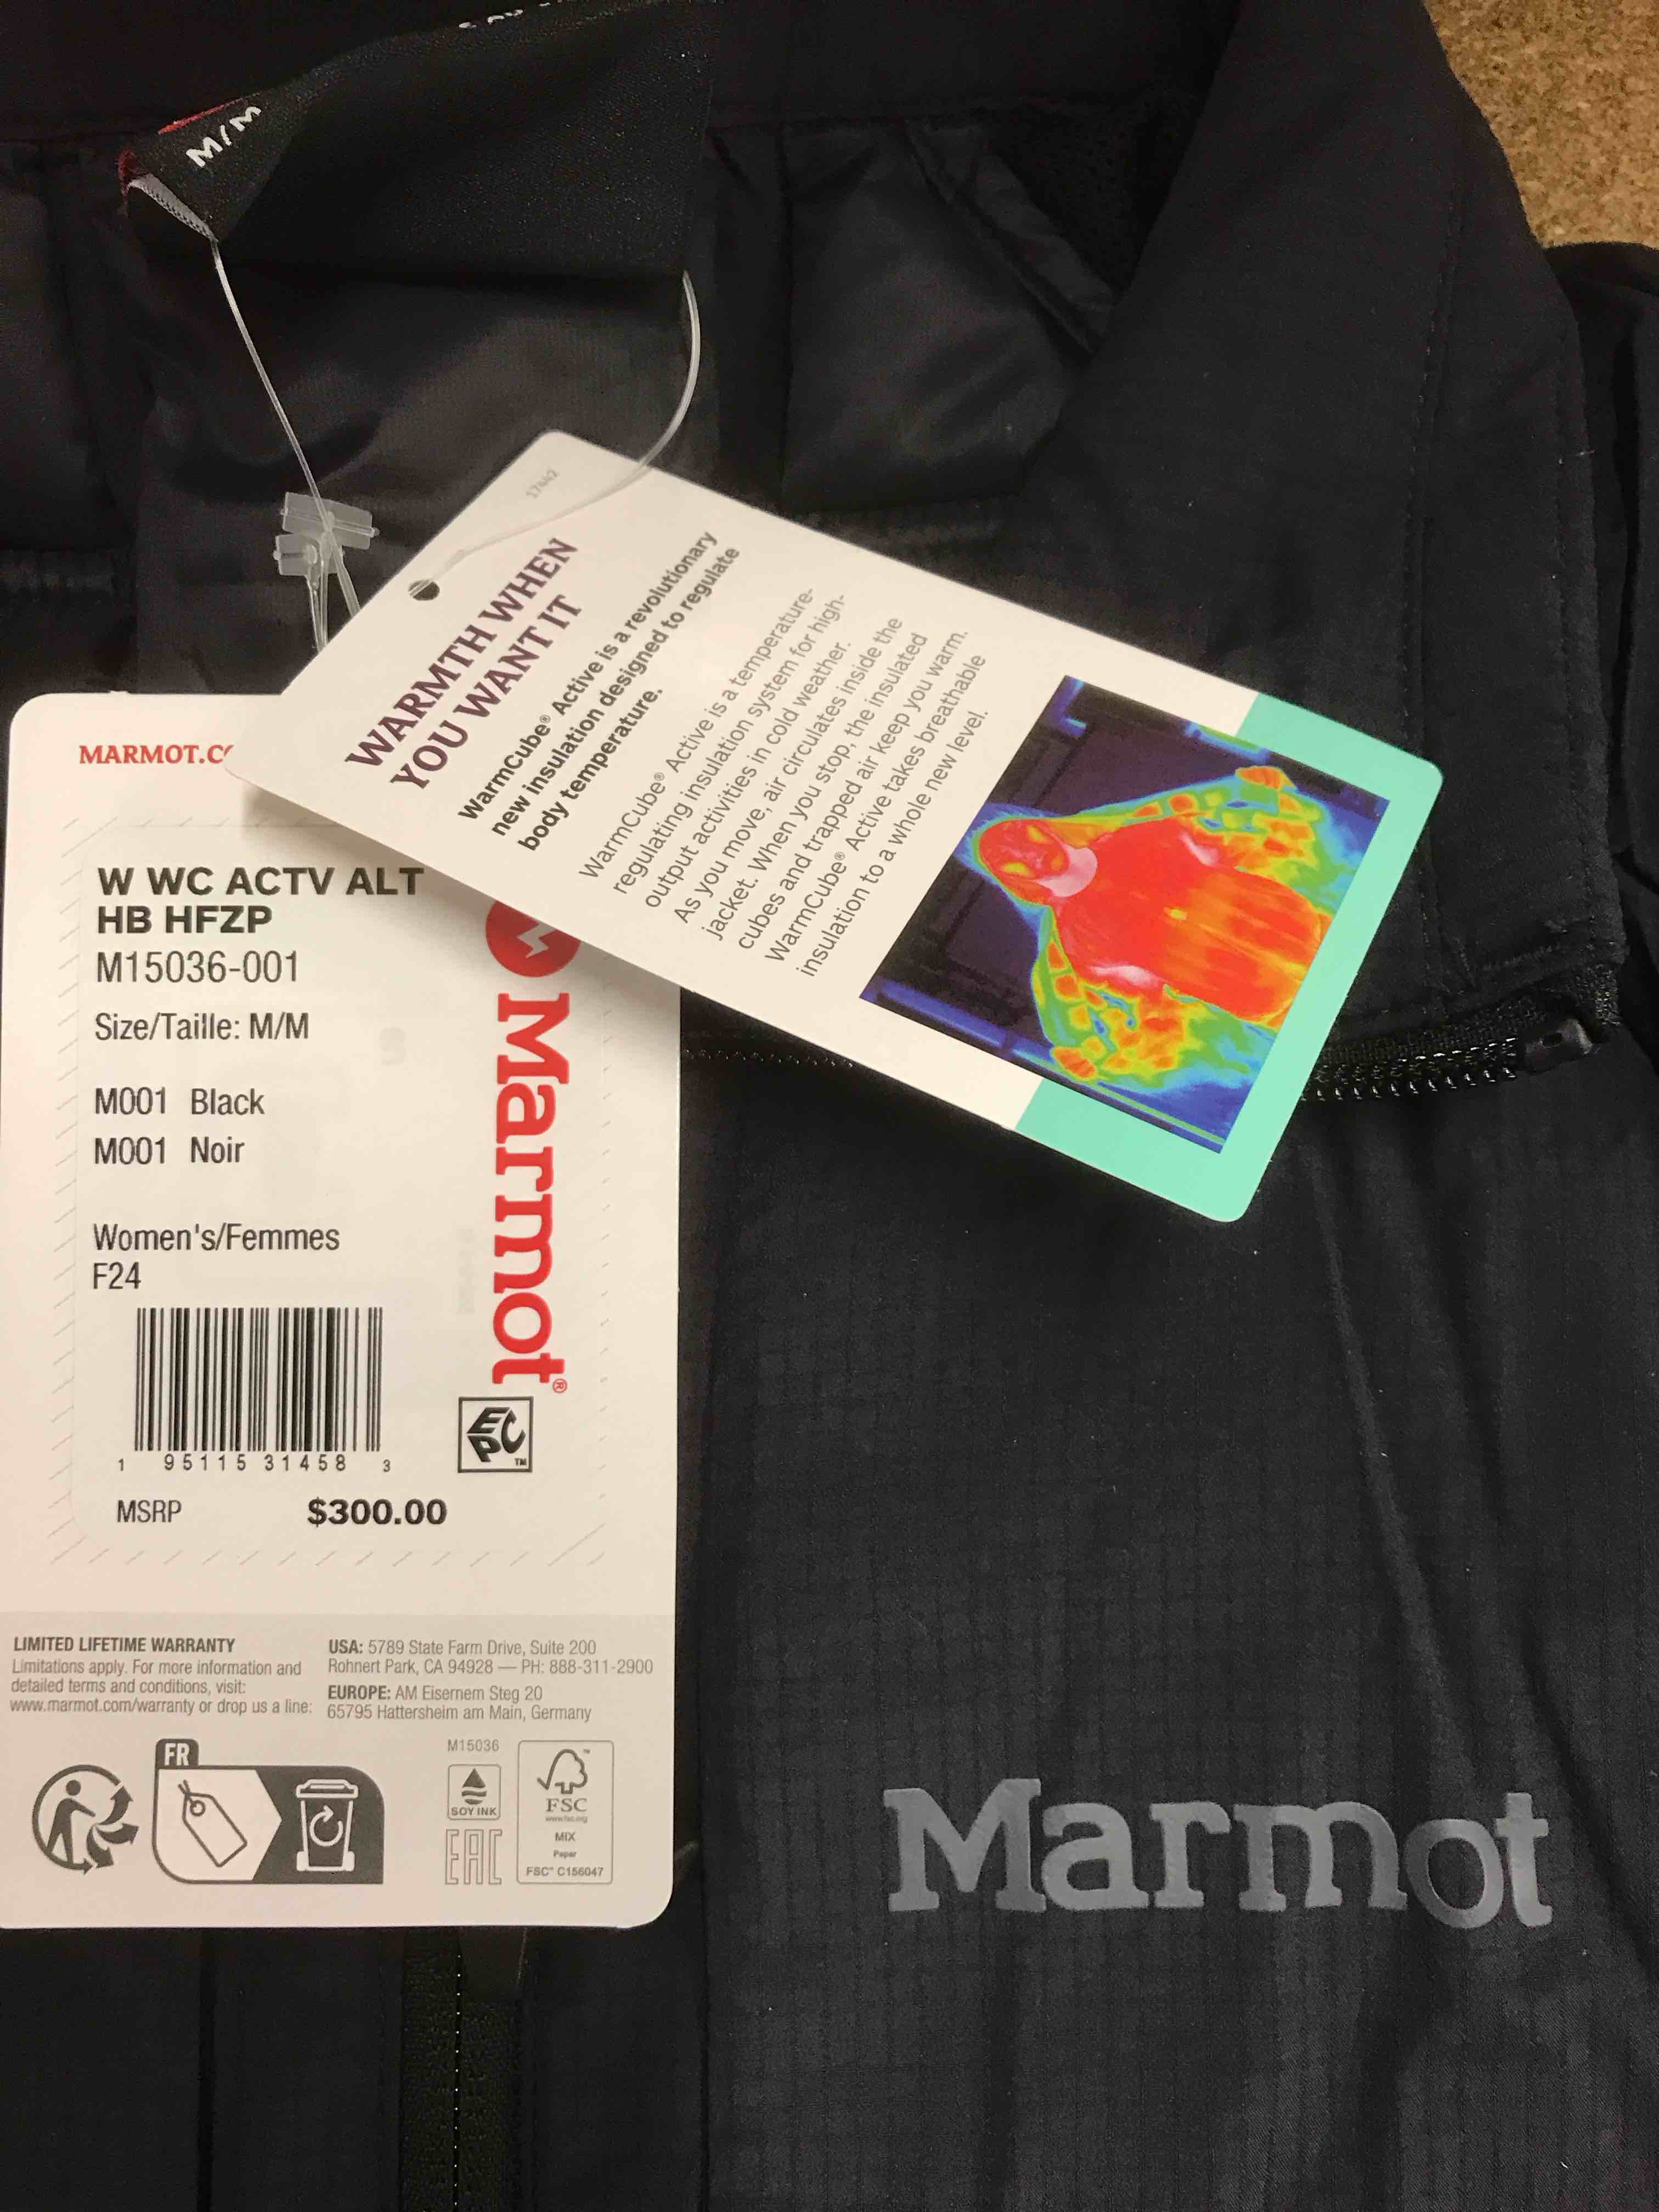 M/M
17442
WARMTH WHEN
YOU WANT IT
WarmCube® Active is a revolutionary
new insulation designed to regulate
body temperature.
WarmCube® Active is a temperature-
regulating insulation system for high-
output activities in cold weather.
As you move, air circulates inside the
jacket. When you stop, the insulated
cubes and trapped air keep you warm.
WarmCube® Active takes breathable
insulation to a whole new level.
MARMOT.C
W WC ACTV ALT
HB HFZP
M15036-001
Size/Taille: M/M
M001 Black
M001 Noir
Women's/Femmes
F24
1 95115 31458 3
MSRP $300.00
Marmot®
EPC™
LIMITED LIFETIME WARRANTY
Limitations apply. For more information and
detailed terms and conditions, visit:
www.marmot.com/warranty or drop us a line:
USA: 5789 State Farm Drive, Suite 200
Rohnert Park, CA 94928 — PH: 888-311-2900
EUROPE: AM Eisernem Steg 20
65795 Hattersheim am Main, Germany
FR
M15036
SOY INK
EAC
FSC
www.fsc.org
MIX
Paper
FSC® C156047
Marmot